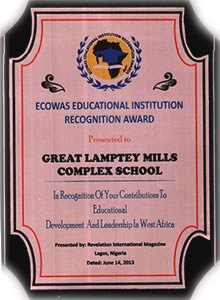 ECOWAS EDUCATIONAL INSTITUTION
RECOGNITION AWARD
Presented to
GREAT LAMPTEY MILLS
COMPLEX SCHOOL
In Recognition Of Your Contributions To
Educational
Development And Leadership In West Africa
Presented by: Revelation International Magazine
Lagos, Nigeria
Dated: June 14, 2013